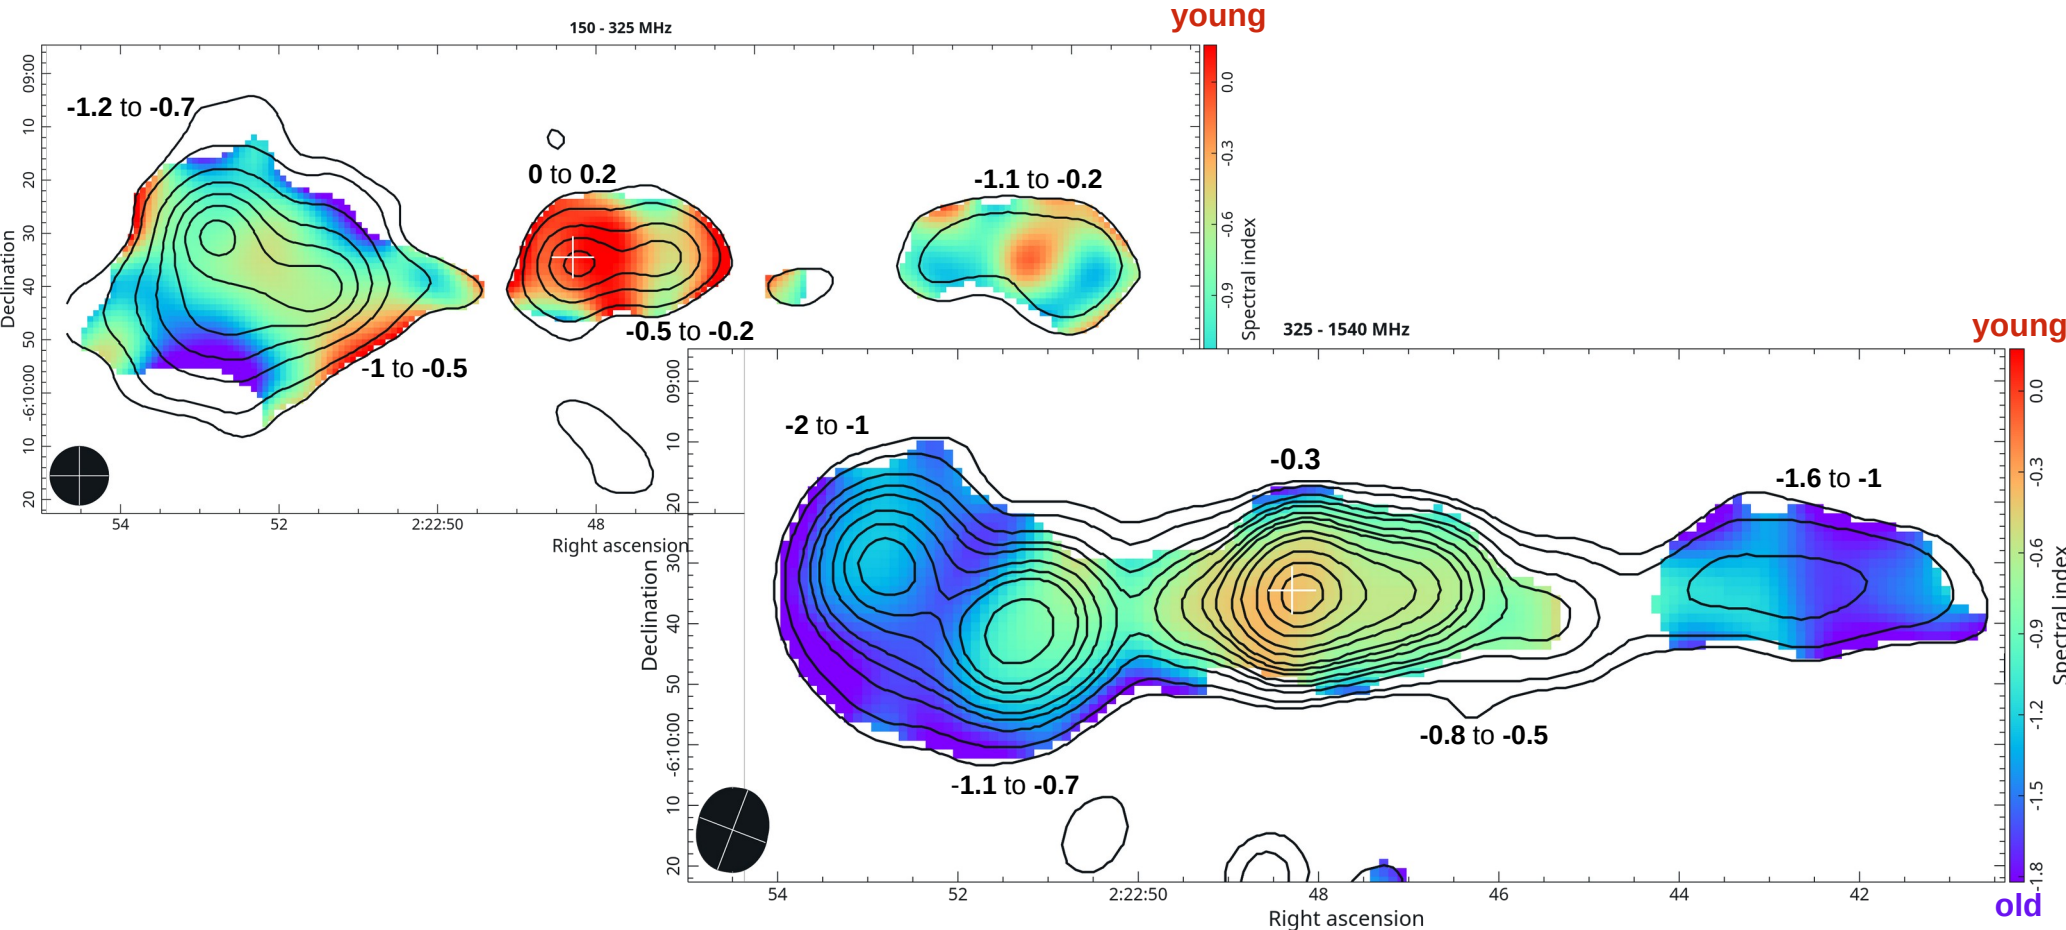 young
150 - 325 MHz
-1.2 to -0.7
0 to 0.2
-1.1 to -0.2
-0.5 to -0.2
-1 to -0.5
Declination
09:00
10
20
30
40
50
-6:10:00
10
20
54
52
2:22:50
48
Right ascension
0.0
-0.3
-0.6
-0.9
Spectral index
325 - 1540 MHz
young
-2 to -1
-0.3
-1.6 to -1
-0.8 to -0.5
-1.1 to -0.7
Declination
09:00
10
20
30
40
50
-6:10:00
10
20
54
52
2:22:50
48
46
44
42
Right ascension
0.0
-0.3
-0.6
-0.9
-1.2
-1.5
-1.8
Spectral index
old